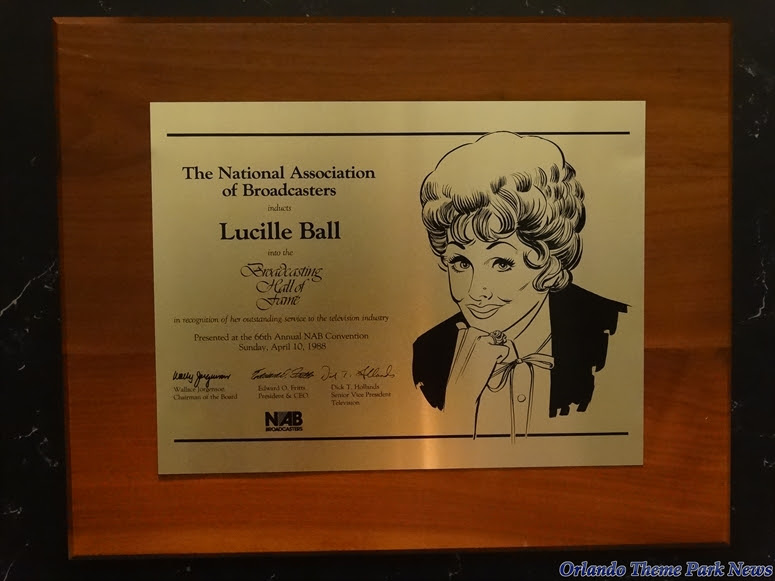 The National Association
of Broadcasters
inducts
Lucille Ball
into the
Broadcasting
Hall of
Fame
in recognition of her outstanding service to the television industry
Presented at the 66th Annual NAB Convention
Sunday, April 10, 1988
Wallace Jorgenson
Chairman of the Board
Edward O. Fritts
President & CEO
Dick T. Hollands
Senior Vice President
Television
NAB
BROADCASTERS
Orlando Theme Park News